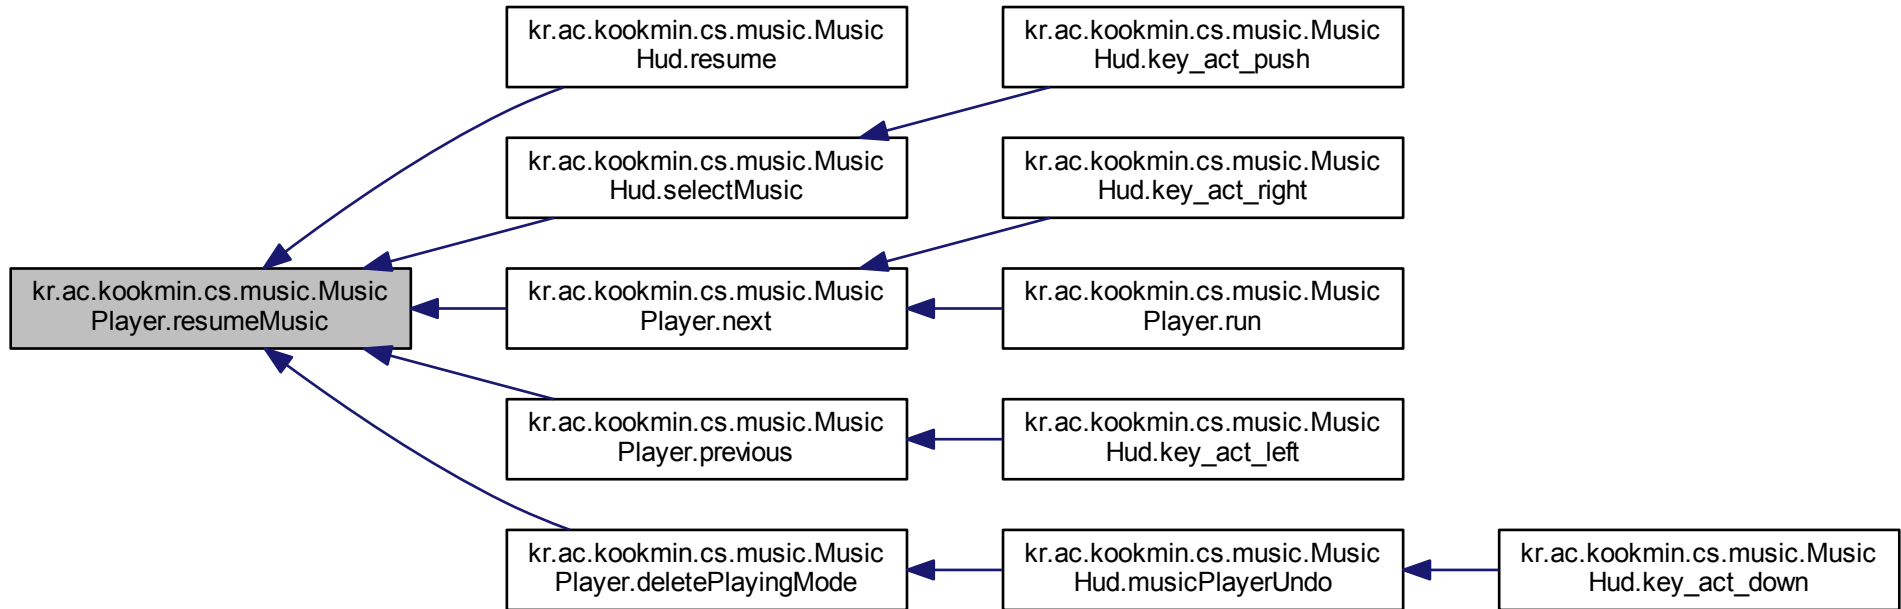 kr.ac.kookmin.cs.music.Music
Hud.resume
kr.ac.kookmin.cs.music.Music
Hud.key_act_push
kr.ac.kookmin.cs.music.Music
Hud.selectMusic
kr.ac.kookmin.cs.music.Music
Hud.key_act_right
kr.ac.kookmin.cs.music.Music
Player.resumeMusic
kr.ac.kookmin.cs.music.Music
Player.next
kr.ac.kookmin.cs.music.Music
Player.run
kr.ac.kookmin.cs.music.Music
Player.previous
kr.ac.kookmin.cs.music.Music
Hud.key_act_left
kr.ac.kookmin.cs.music.Music
Player.deletePlayingMode
kr.ac.kookmin.cs.music.Music
Hud.musicPlayerUndo
kr.ac.kookmin.cs.music.Music
Hud.key_act_down